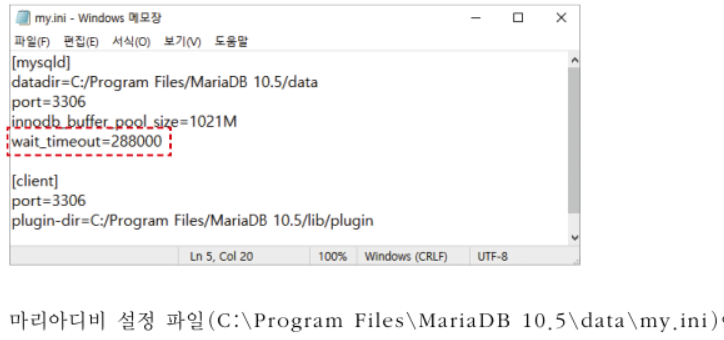 my.ini - Windows 메모장
파일(F) 편집(E) 서식(O) 보기(V) 도움말
[mysqld]
datadir=C:/Program Files/MariaDB 10.5/data
port=3306
innodb_buffer_pool_size=1021M
wait_timeout=288000
[client]
port=3306
plugin-dir=C:/Program Files/MariaDB 10.5/lib/plugin
Ln 5, Col 20 100% Windows (CRLF) UTF-8
마리아디비 설정 파일(C:\Program Files\MariaDB 10.5\data\my.ini)